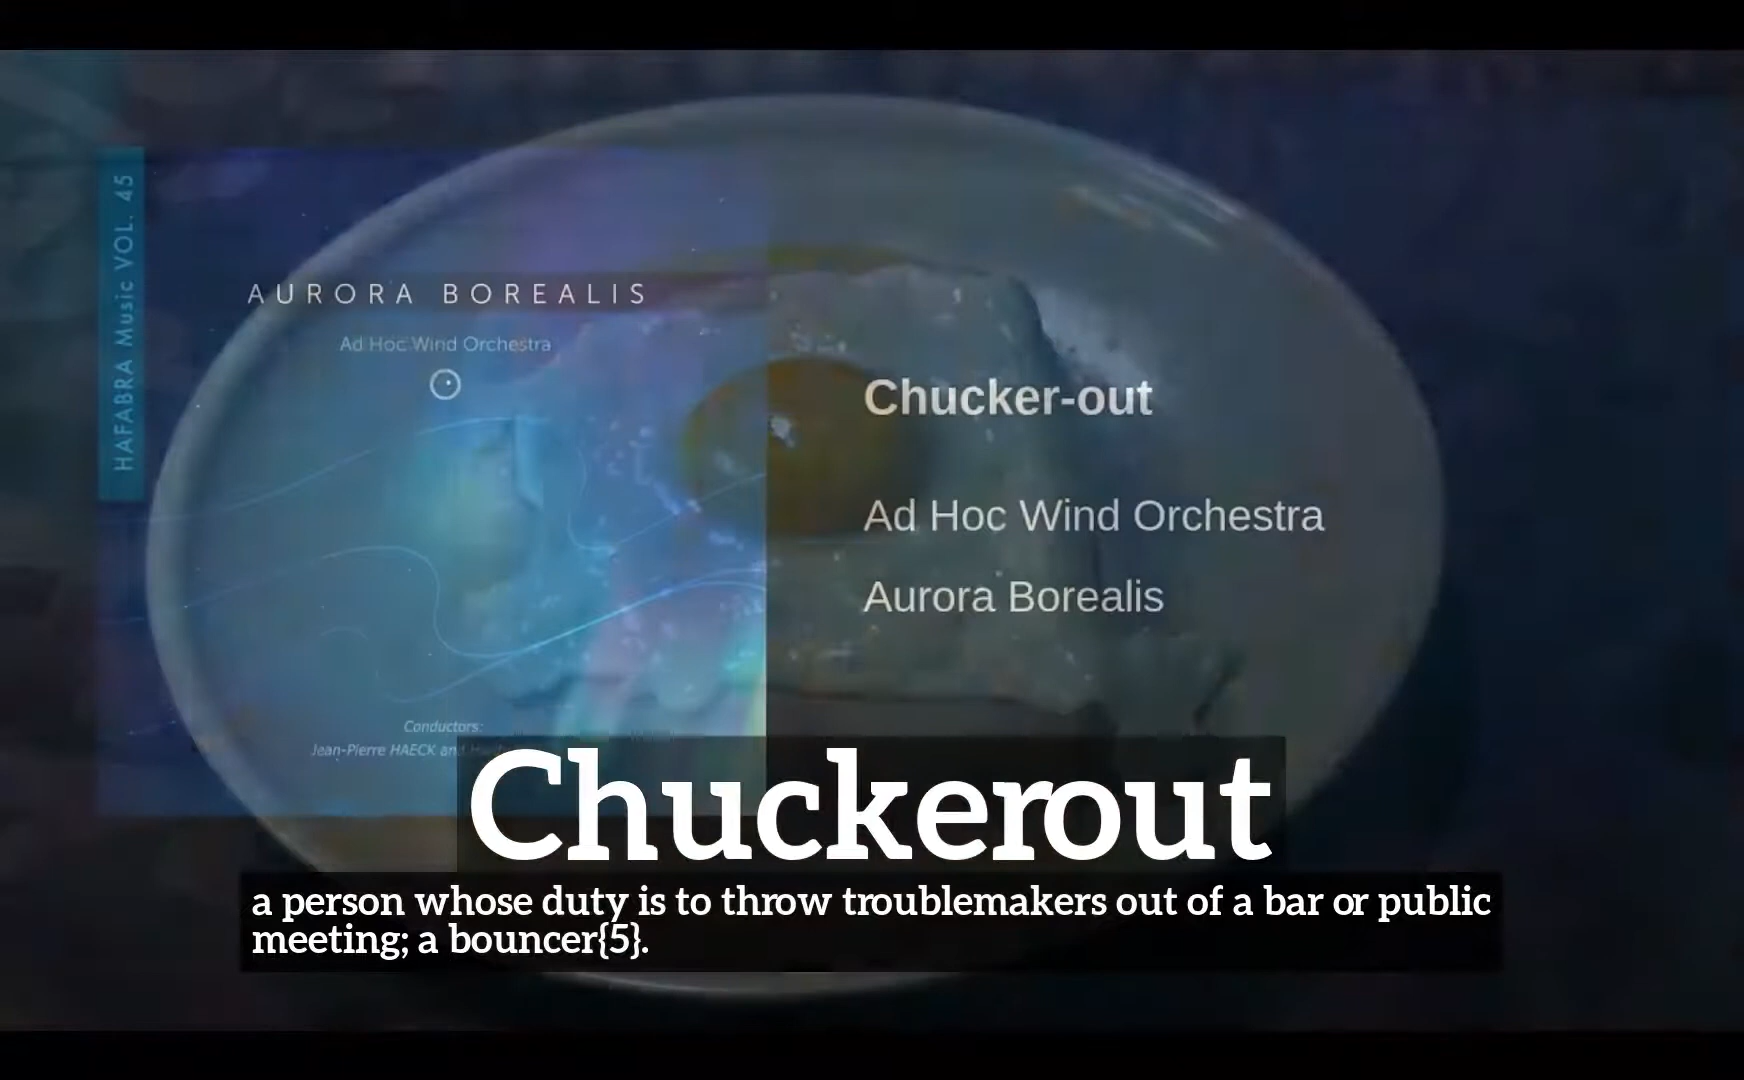 HAFABRA Music VOL. 45
AURORA BOREALIS
Ad Hoc Wind Orchestra
Chucker-out
Ad Hoc Wind Orchestra
Aurora Borealis
Conductors:
Jean-Pierre HAECK and
Chuckerout
a person whose duty is to throw troublemakers out of a bar or public
meeting; a bouncer{5}.